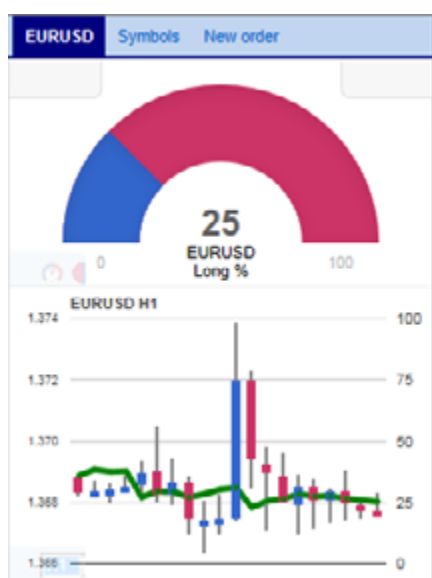 EURUSD Symbols New order
25
EURUSD
Long %
0 100
EURUSD H1
1.374 100
1.372 75
1.370 50
1.368 25
1.366 0